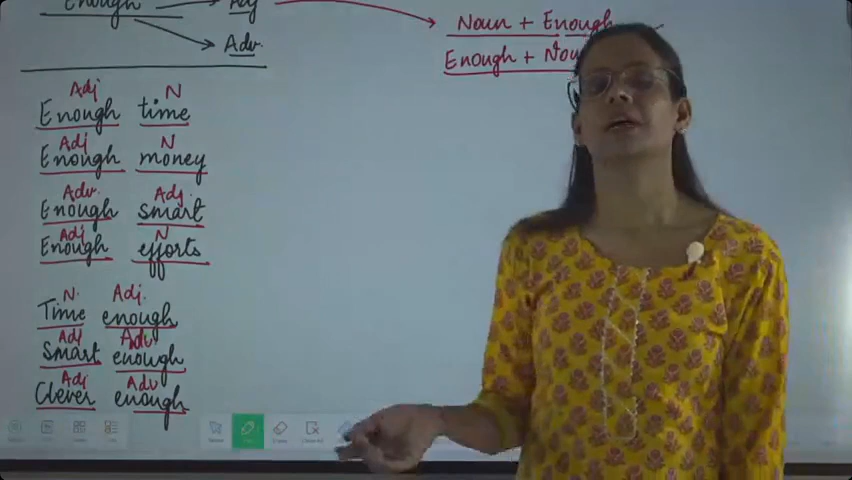 Enough Adj
Adv.
Noun + Enough
Enough + Noun
Adj N
Enough time
Adj N
Enough money
Adv. Adj.
Enough smart
Adj N
Enough efforts
N. Adj.
Time enough
Adj Adv
Smart enough
Adj Adv
Clever enough